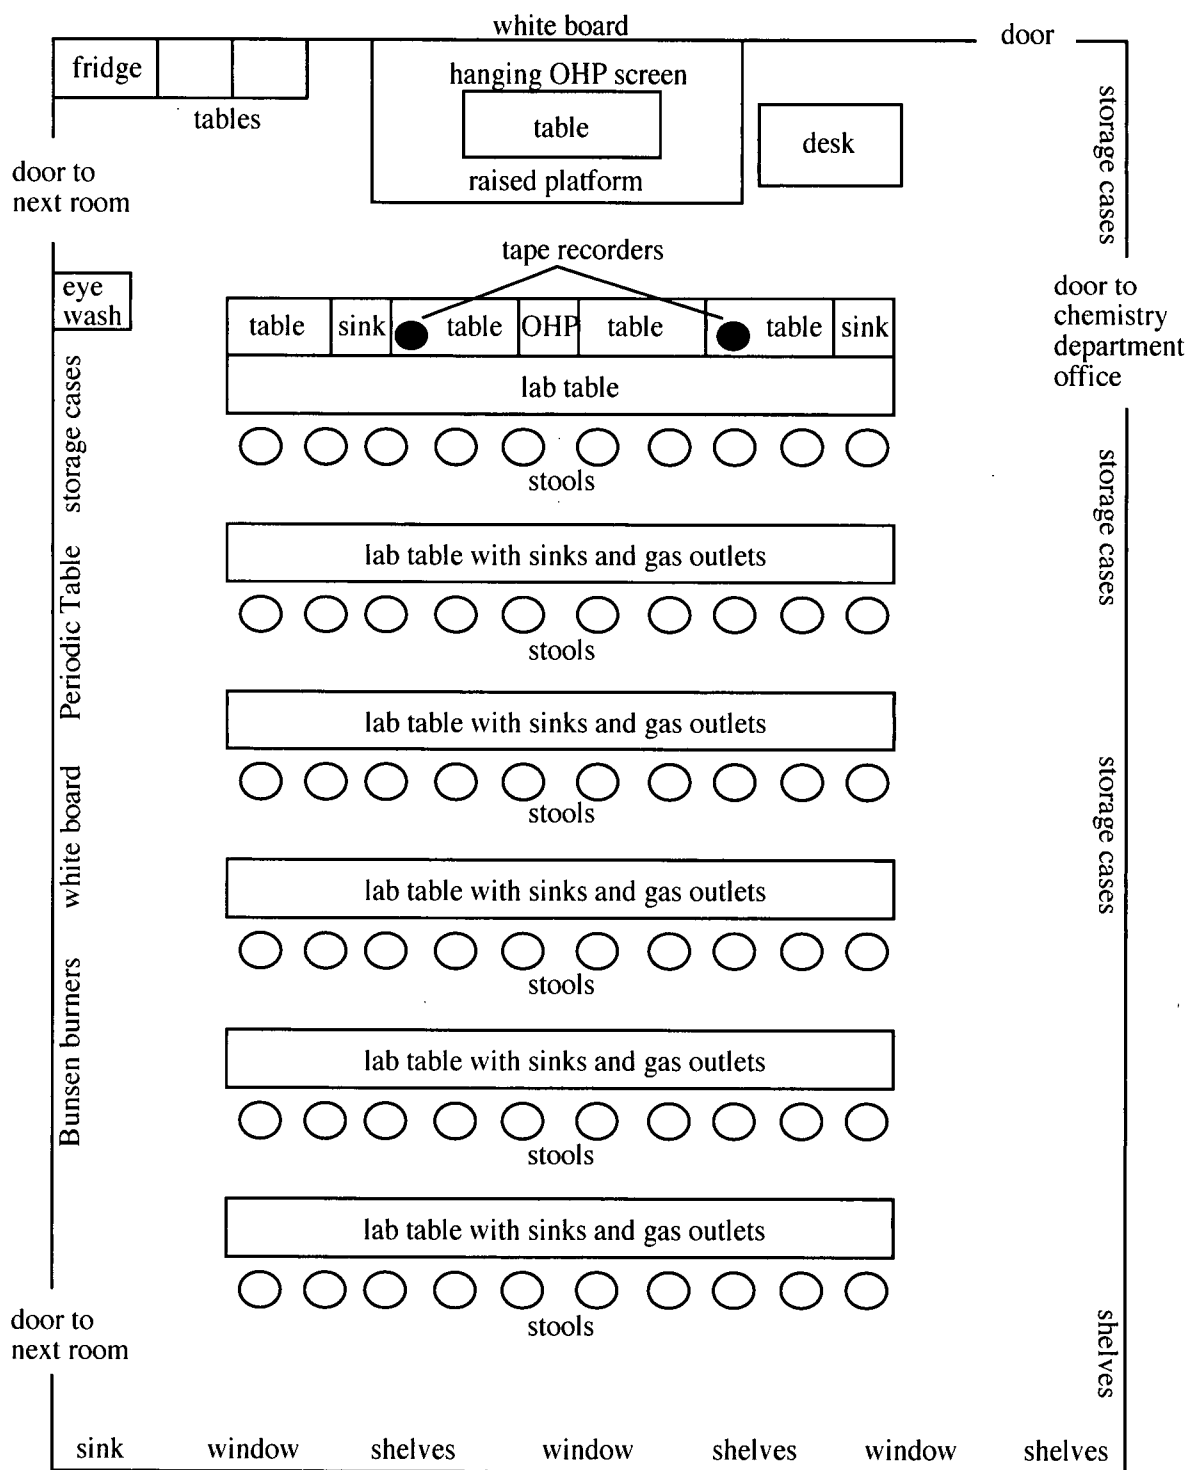 white board
door
fridge
hanging OHP screen
table
tables
raised platform
desk
storage cases
door to
next room
tape recorders
eye
wash
table
sink
table
OHP
table
table
sink
door to
chemistry
department
office
lab table
storage cases
stools
storage cases
lab table with sinks and gas outlets
stools
Periodic Table
lab table with sinks and gas outlets
stools
white board
storage cases
lab table with sinks and gas outlets
stools
Bunsen burners
lab table with sinks and gas outlets
stools
lab table with sinks and gas outlets
stools
door to
next room
shelves
sink
window
shelves
window
shelves
window
shelves